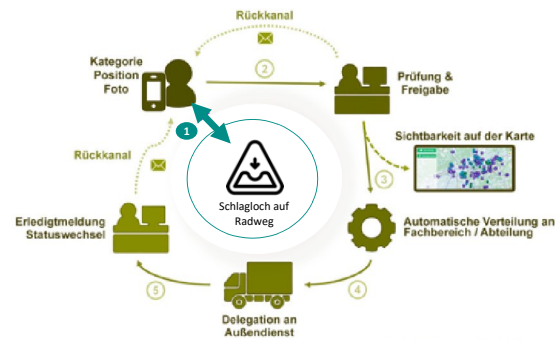 Rückkanal
Kategorie
Position
Foto
2
Prüfung &
Freigabe
1
Sichtbarkeit auf der Karte
Rückkanal
Schlagloch auf
Radweg
3
Erledigtmeldung
Statuswechsel
Automatische Verteilung an
Fachbereich / Abteilung
5
4
Delegation an
Außendienst